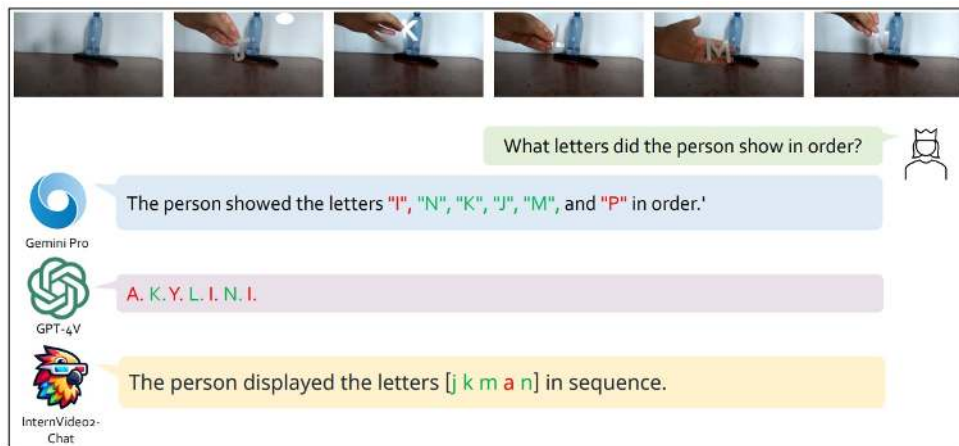 J
K
M
What letters did the person show in order?
The person showed the letters "I", "N", "K", "J", "M", and "P" in order.'
Gemini Pro
A. K. Y. L. I. N. I.
GPT-4V
The person displayed the letters [j k m a n] in sequence.
InternVideo2-
Chat